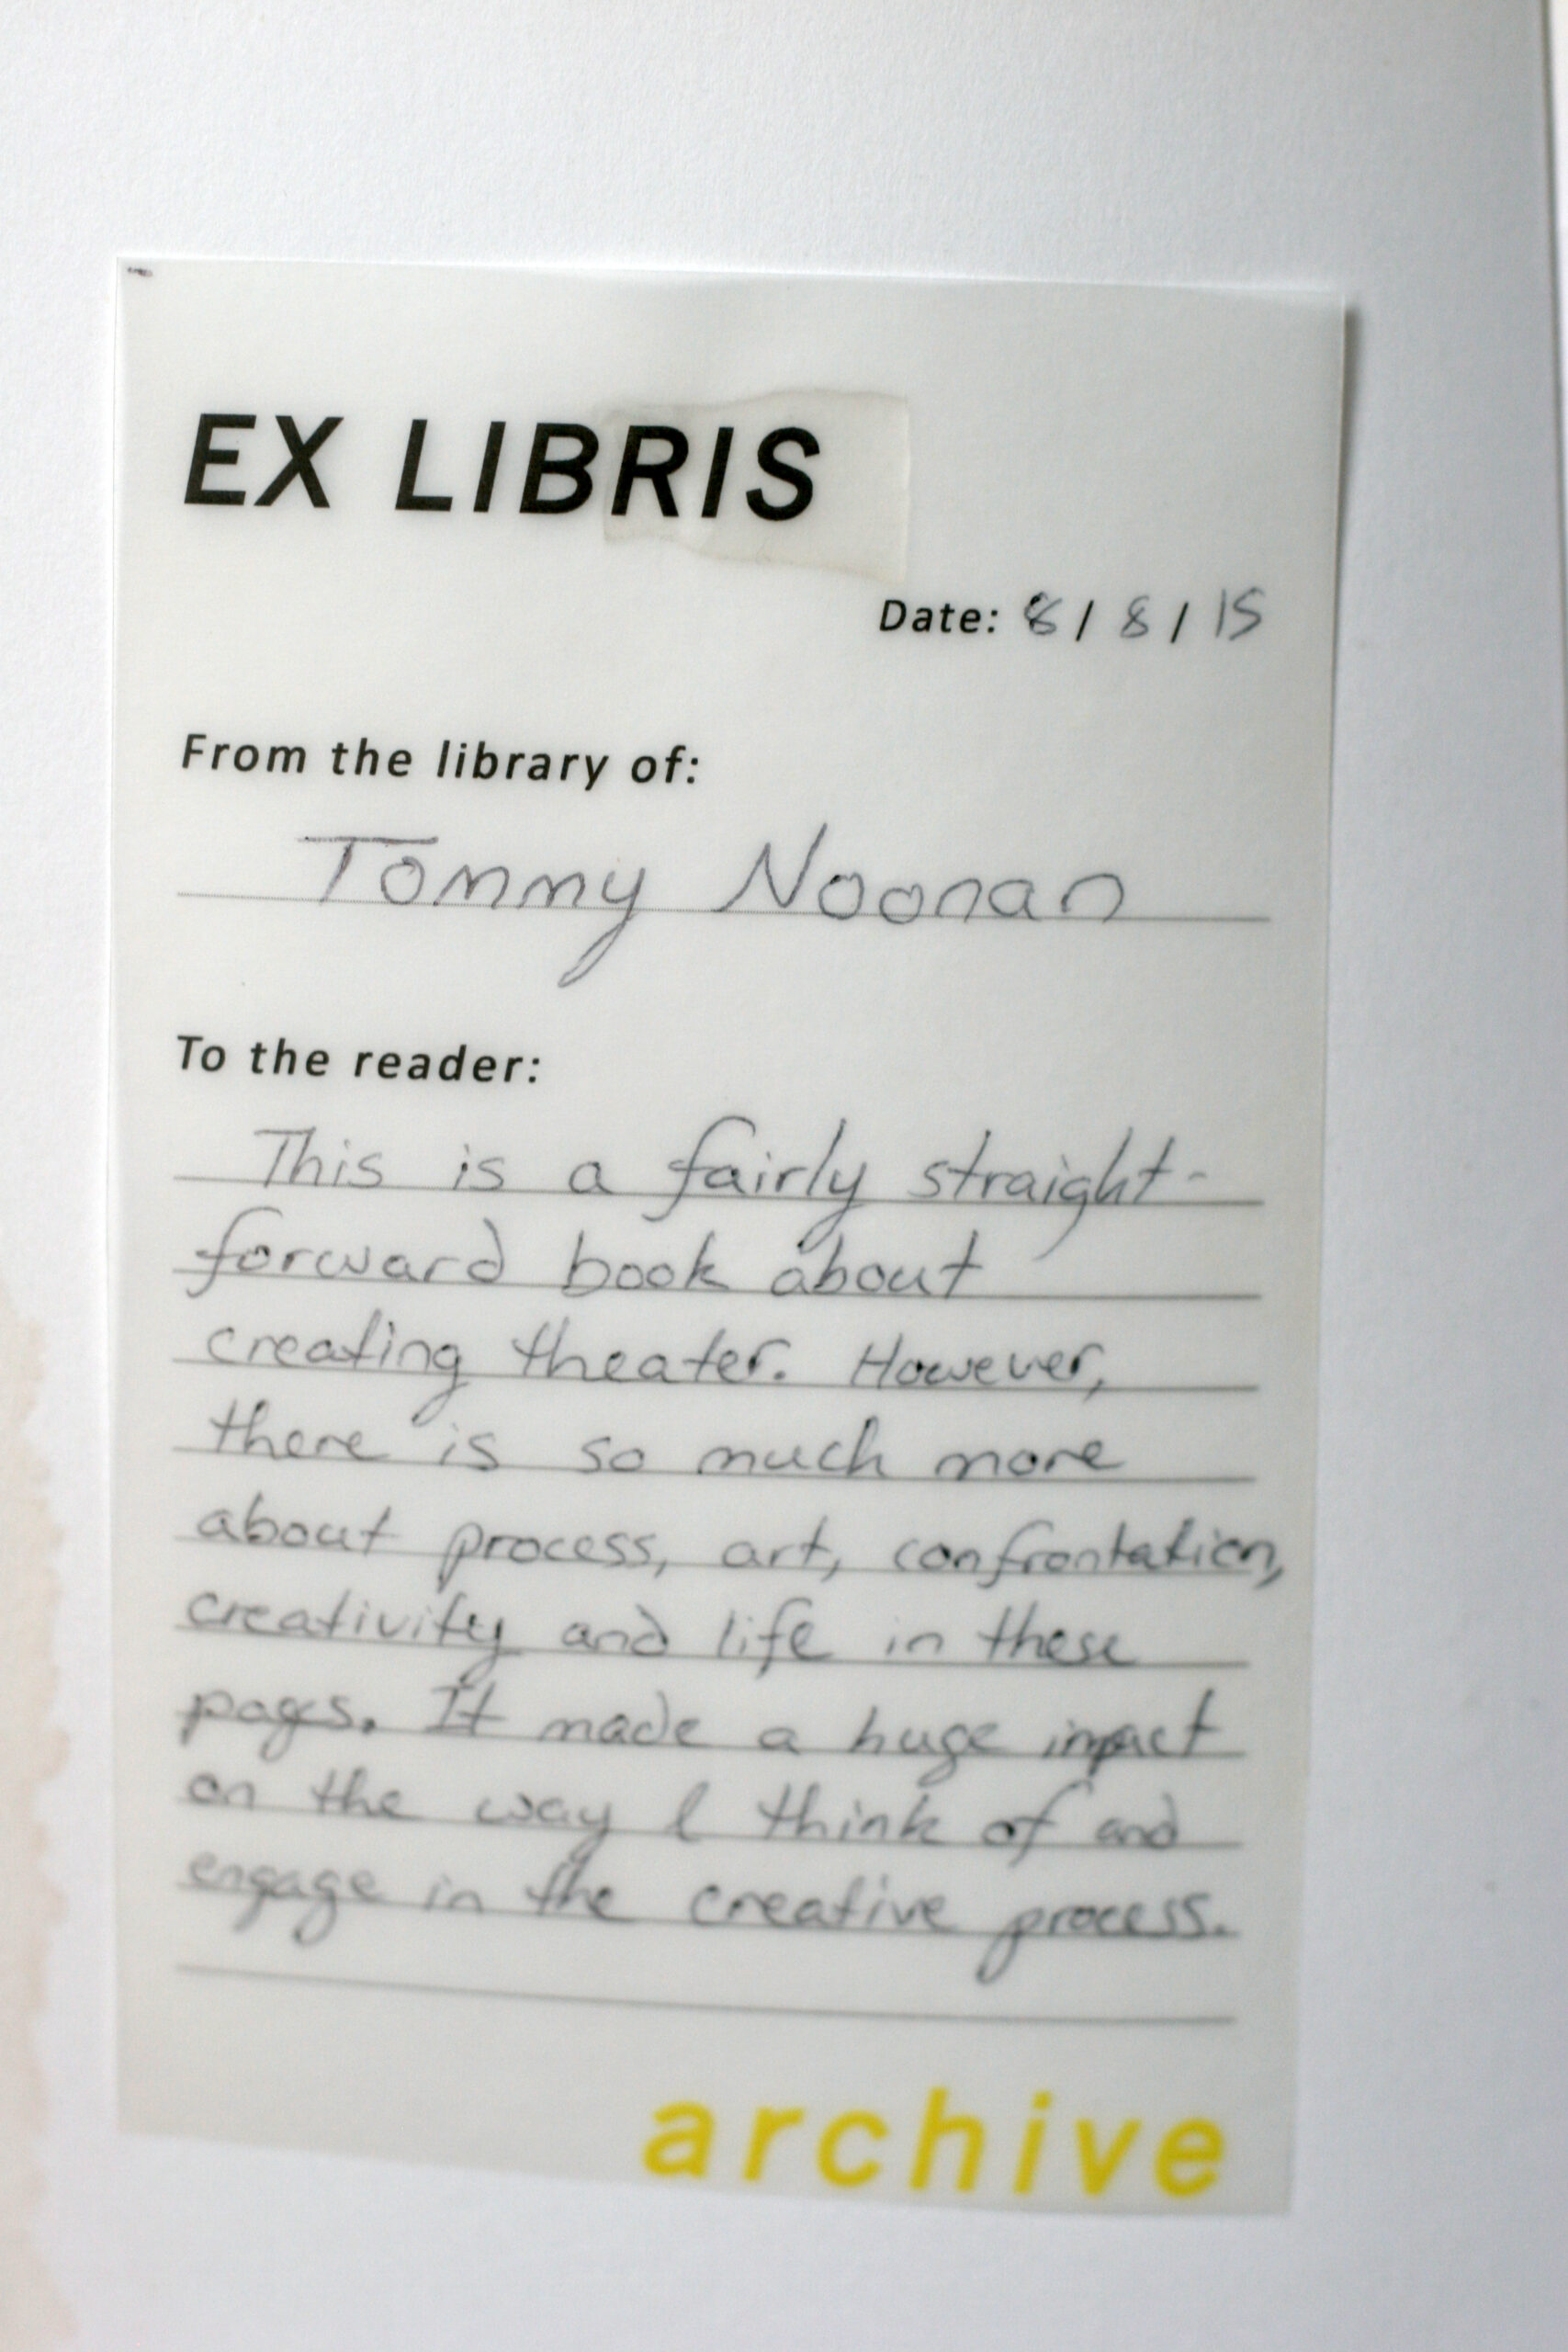 EX LIBRIS
Date: 8 / 8 / 15
From the library of:
Tommy Noonan
To the reader:
This is a fairly straight-
forward book about
creating theater. However,
there is so much more
about process, art, confrontation,
creativity and life in these
pages. It made a huge impact
on the way I think of and
engage in the creative process.
archive